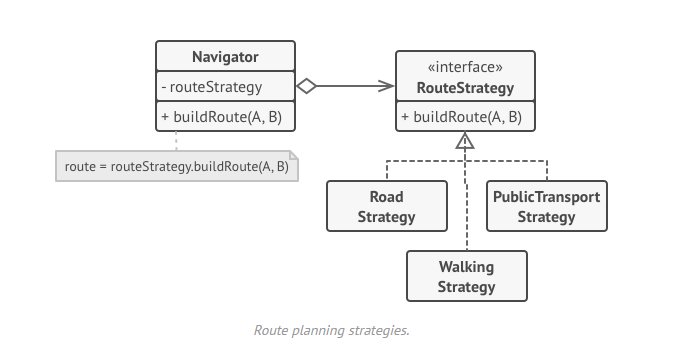 Navigator
- routeStrategy
+ buildRoute(A, B)
route = routeStrategy.buildRoute(A, B)
«interface»
RouteStrategy
+ buildRoute(A, B)
Road
Strategy
PublicTransport
Strategy
Walking
Strategy
Route planning strategies.